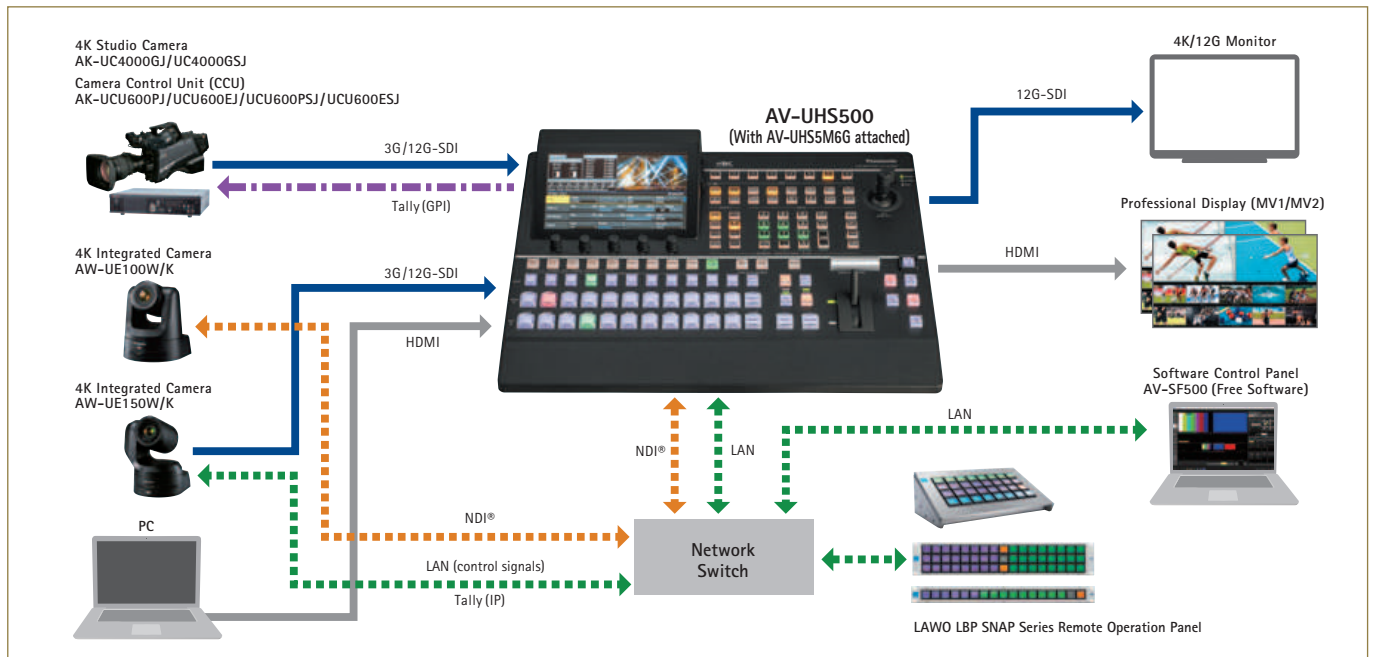 4K Studio Camera
AK-UC4000GJ/UC4000GSJ
Camera Control Unit (CCU)
AK-UCU600PJ/UCU600EJ/UCU600PSJ/UCU600ESJ
3G/12G-SDI
Tally (GPI)
4K Integrated Camera
AW-UE100W/K
3G/12G-SDI
HDMI
4K Integrated Camera
AW-UE150W/K
NDI®
LAN (control signals)
Tally (IP)
PC
AV-UHS500
(With AV-UHS5M6G attached)
Panasonic
NDI®
LAN
Network
Switch
12G-SDI
4K/12G Monitor
HDMI
Professional Display (MV1/MV2)
LAN
Software Control Panel
AV-SF500 (Free Software)
LAWO LBP SNAP Series Remote Operation Panel